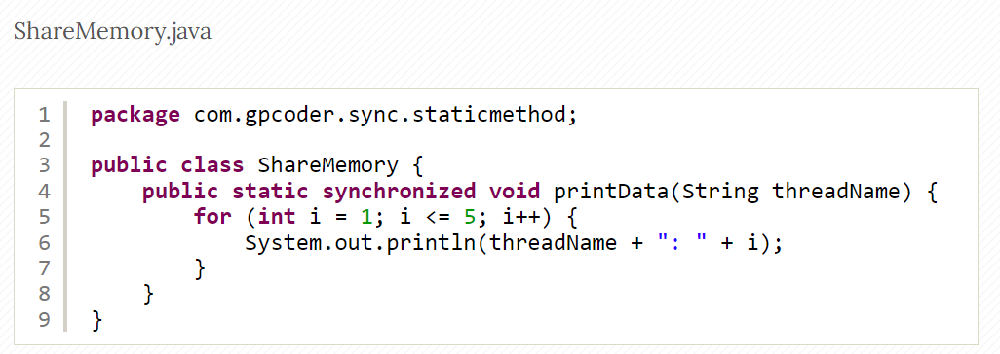 ShareMemory.java
1 package com.gpcoder.sync.staticmethod;
2
3 public class ShareMemory {
4     public static synchronized void printData(String threadName) {
5         for (int i = 1; i <= 5; i++) {
6             System.out.println(threadName + ": " + i);
7         }
8     }
9 }